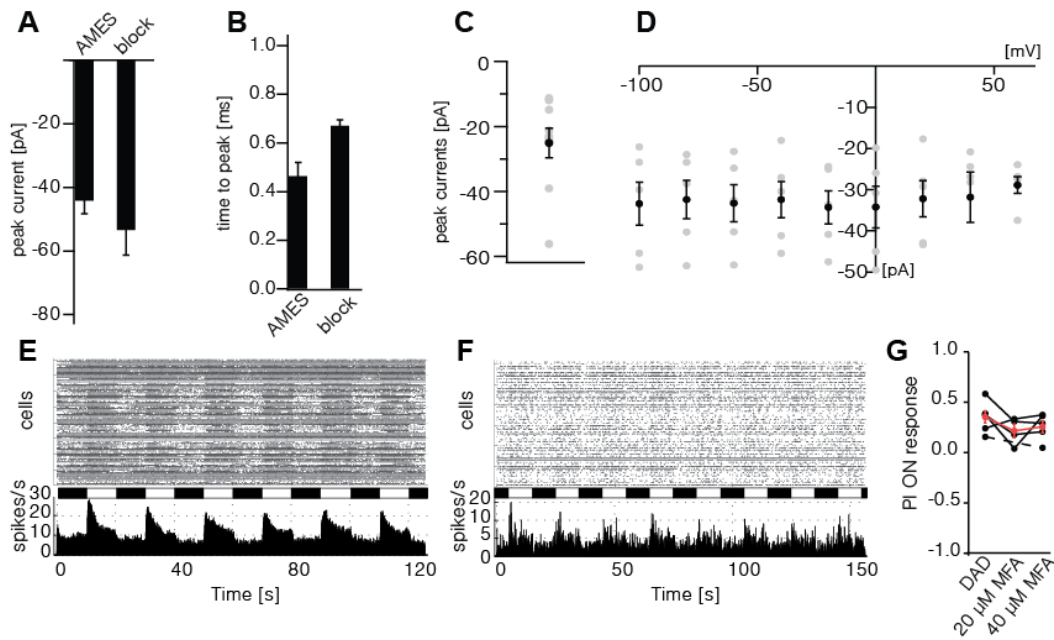 A
AMES
block
peak current [pA]
-20
-40
-60
-80
B
time to peak [ms]
1.0
0.8
0.6
0.4
0.2
0.0
AMES
block
C
peak currents [pA]
0
-20
-40
-60
D
[mV]
-100
-50
50
-10
-20
-30
-40
-50
[pA]
E
cells
spikes/s
30
20
10
0
0
40
80
120
Time [s]
F
cells
spikes/s
20
10
5
0
0
50
100
150
Time [s]
G
PI ON response
1.0
0.5
0.0
-0.5
-1.0
DAD
20 µM MFA
40 µM MFA